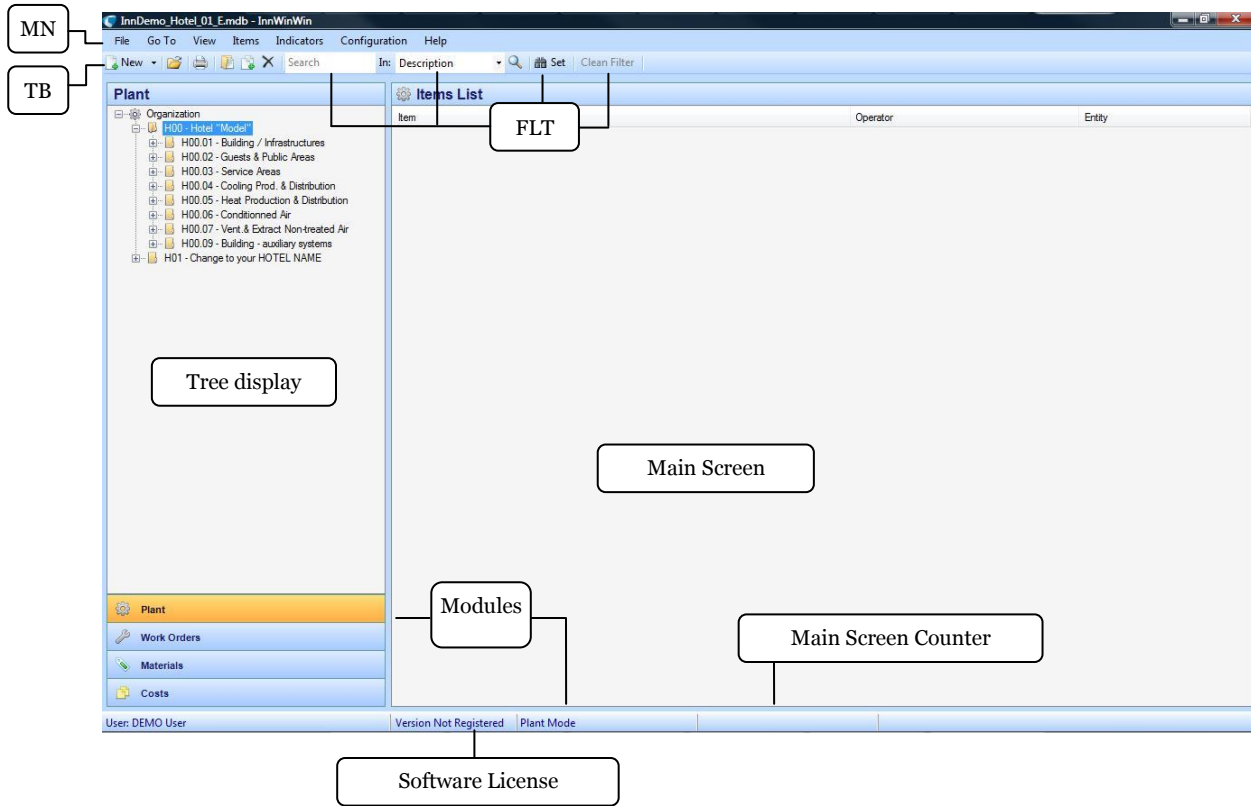 MN
InnDemo_Hotel_01_E.mdb - InnWinWin
File Go To View Items Indicators Configuration Help
TB
New Search In: Description Set Clean Filter
Plant
Items List
FLT
Item Operator Entity
Organization
H00 - Hotel "Model"
H00.01 - Building / Infrastructures
H00.02 - Guests & Public Areas
H00.03 - Service Areas
H00.04 - Cooling Prod. & Distribution
H00.05 - Heat Production & Distribution
H00.06 - Conditionned Air
H00.07 - Vent.& Extract Non-treated Air
H00.09 - Building - auxiliary systems
H01 - Change to your HOTEL NAME
Tree display
Main Screen
Modules
Main Screen Counter
Plant
Work Orders
Materials
Costs
User: DEMO User Version Not Registered Plant Mode
Software License